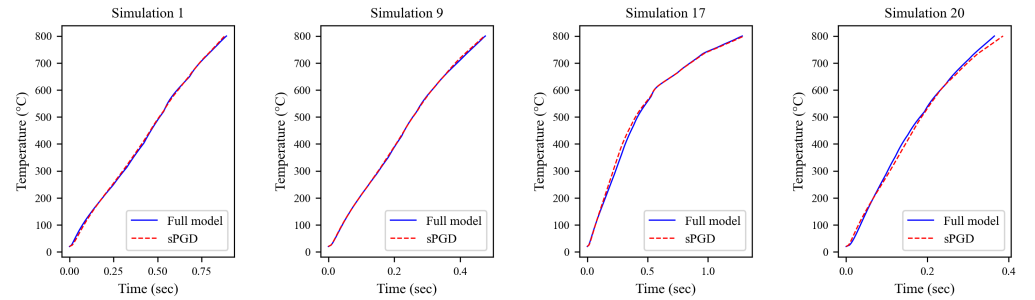 Simulation 1
Temperature (°C)
800
700
600
500
400
300
200
100
0
Full model
sPGD
0.00 0.25 0.50 0.75
Time (sec)
Simulation 9
Temperature (°C)
800
700
600
500
400
300
200
100
0
Full model
sPGD
0.0 0.2 0.4
Time (sec)
Simulation 17
Temperature (°C)
800
700
600
500
400
300
200
100
0
Full model
sPGD
0.0 0.5 1.0
Time (sec)
Simulation 20
Temperature (°C)
800
700
600
500
400
300
200
100
0
Full model
sPGD
0.0 0.2 0.4
Time (sec)